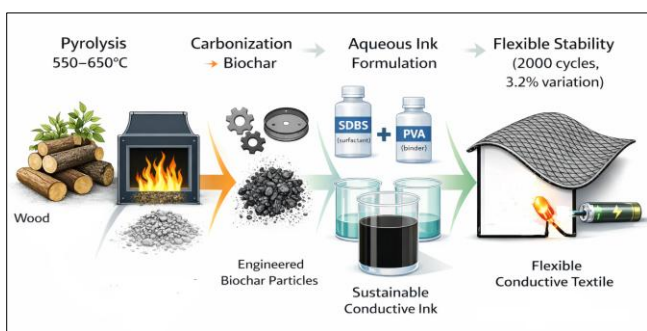 Pyrolysis
550–650°C
Carbonization
→ Biochar
Aqueous Ink
Formulation
Flexible Stability
(2000 cycles,
3.2% variation)
SDBS
(surfactant)
+
PVA
(binder)
Wood
Engineered
Biochar Particles
Sustainable
Conductive Ink
Flexible
Conductive Textile